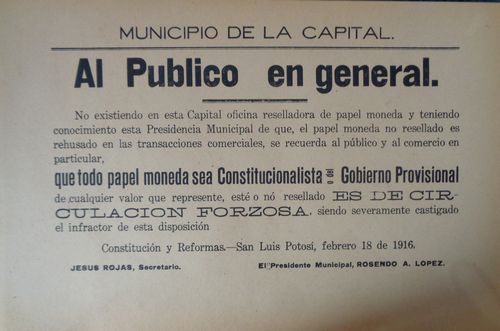 MUNICIPIO DE LA CAPITAL.
Al Publico en general.
No existiendo en esta Capital oficina reselladora de papel moneda y teniendo
conocimiento esta Presidencia Municipal de que, el papel moneda no resellado es
rehusado en las transacciones comerciales, se recuerda al público y al comercio en
particular,
que todo papel moneda sea Constitucionalista o del Gobierno Provisional
de cualquier valor que represente, esté o nó resellado ES DE CIR-
CULACION FORZOSA, siendo severamente castigado
el infractor de esta disposición
Constitución y Reformas.—San Luis Potosí, febrero 18 de 1916.
JESUS ROJAS, Secretario. El Presidente Municipal, ROSENDO A. LOPEZ.